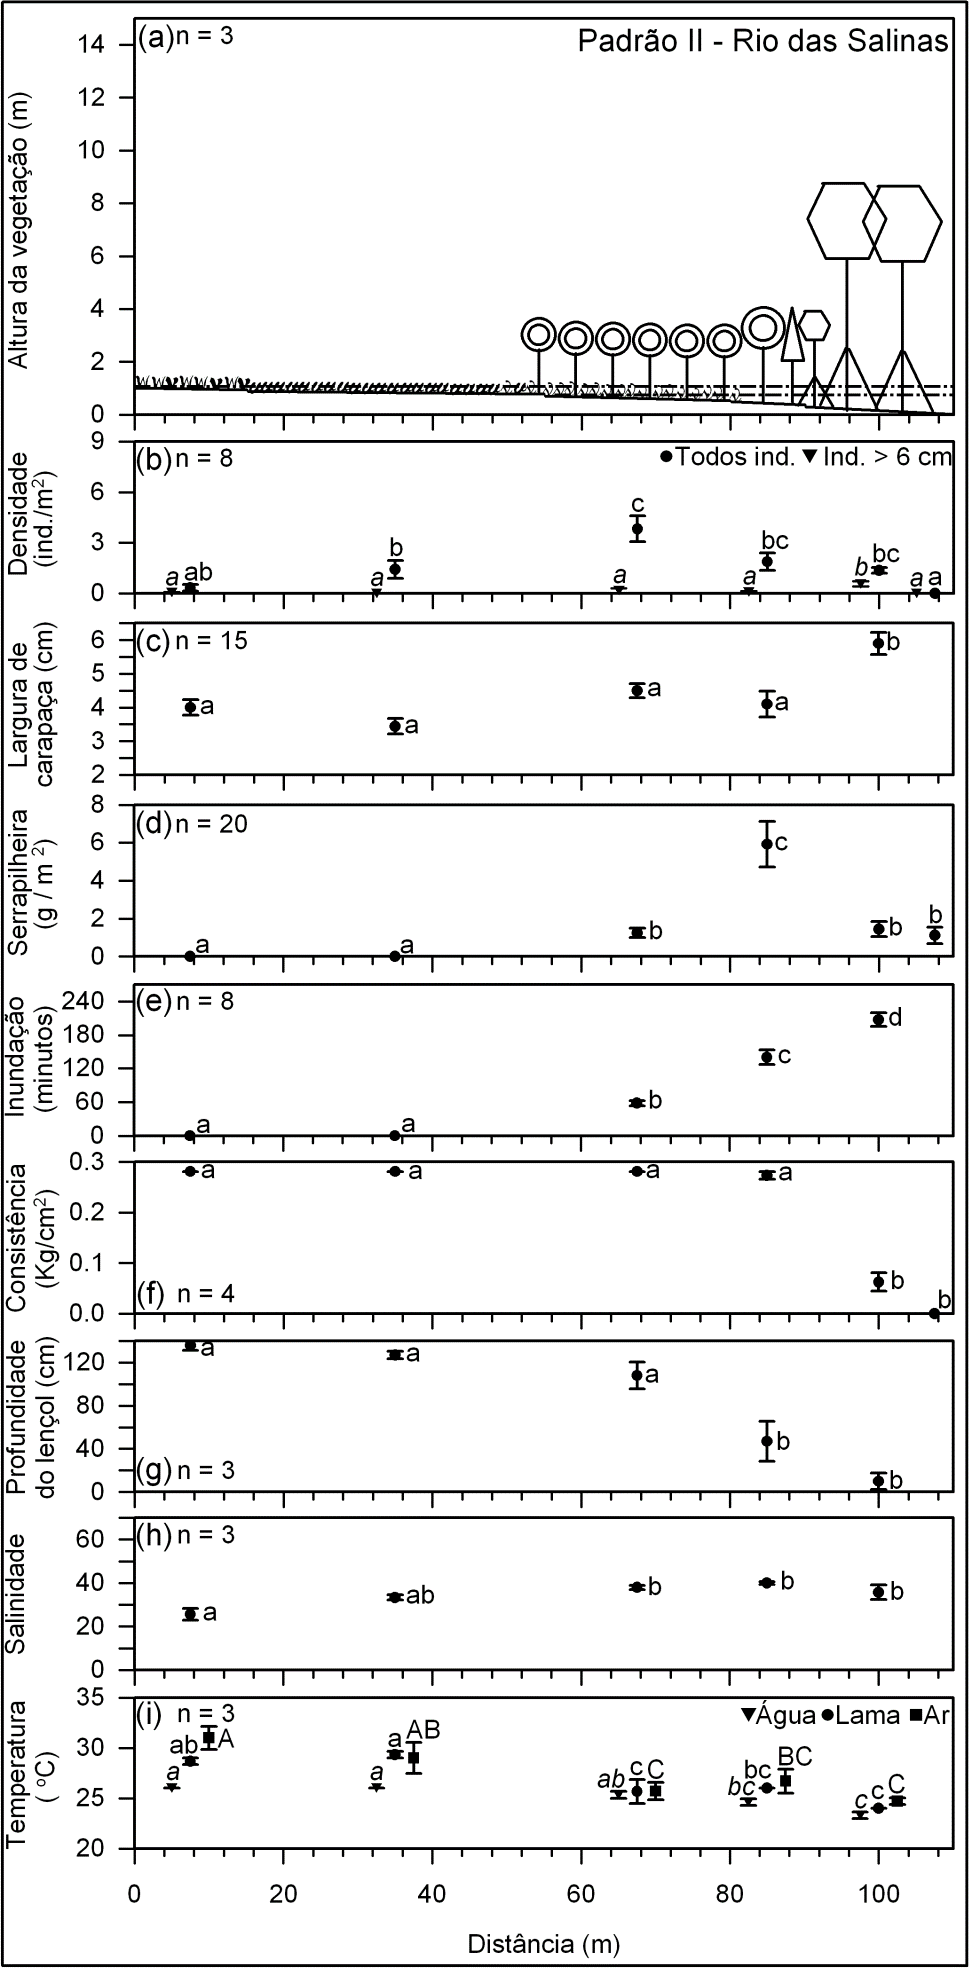 (a) n = 3
Padrão II - Rio das Salinas
Altura da vegetação (m)
14
12
10
8
6
4
2
0
(b) n = 8
Todos ind. Ind. > 6 cm
Densidade
(ind./m²)
9
6
3
0
a ab
a b
a c
a bc
b bc
a a
(c) n = 15
Largura de
carapaça (cm)
6
5
4
3
2
a
a
a
a
b
(d) n = 20
Serrapilheira
(g / m²)
8
6
4
2
0
a
a
b
c
b
b
(e) n = 8
Inundação
(minutos)
240
180
120
60
0
a
a
b
c
d
Consistência
(Kg/cm²)
0.3
0.2
0.1
0.0
a
a
a
a
b
b
(f) n = 4
Profundidade
do lençol (cm)
120
80
40
0
a
a
a
b
b
(g) n = 3
(h) n = 3
Salinidade
60
40
20
0
a
ab
b
b
b
(i) n = 3
Água Lama Ar
Temperatura
( ºC)
35
30
25
20
a ab A
a a AB
ab c C
bc bc BC
c c C
0 20 40 60 80 100
Distância (m)